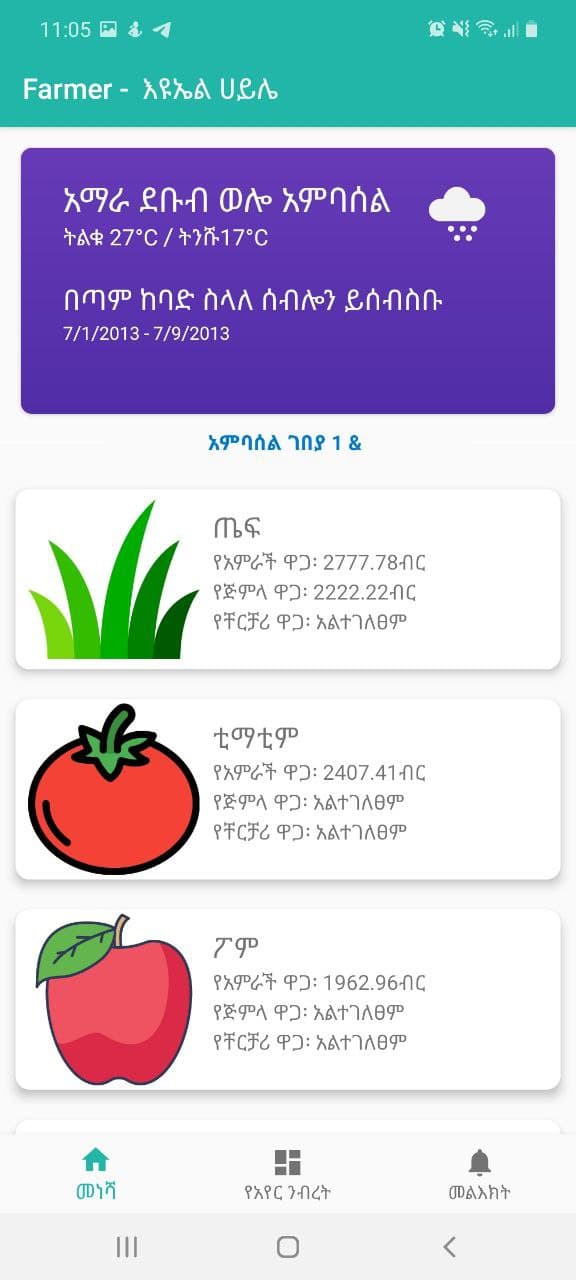 11:05
Farmer - እዩኤል ሀይሌ
አማራ ደቡብ ወሎ አምባሰል
ትልቁ 27°C / ትንሹ17°C
በጣም ከባድ ስላለ ሰብሎን ይሰብስቡ
7/1/2013 - 7/9/2013
አምባሰል ገበያ 1 &
ጤፍ
የአምራች ዋጋ፡ 2777.78ብር
የጅምላ ዋጋ፡ 2222.22ብር
የቸርቻሪ ዋጋ፡ አልተገለፀም
ቲማቲም
የአምራች ዋጋ፡ 2407.41ብር
የጅምላ ዋጋ፡ አልተገለፀም
የቸርቻሪ ዋጋ፡ አልተገለፀም
ፖም
የአምራች ዋጋ፡ 1962.96ብር
የጅምላ ዋጋ፡ አልተገለፀም
የቸርቻሪ ዋጋ፡ አልተገለፀም
መነሻ
የአየር ንብረት
መልእክት